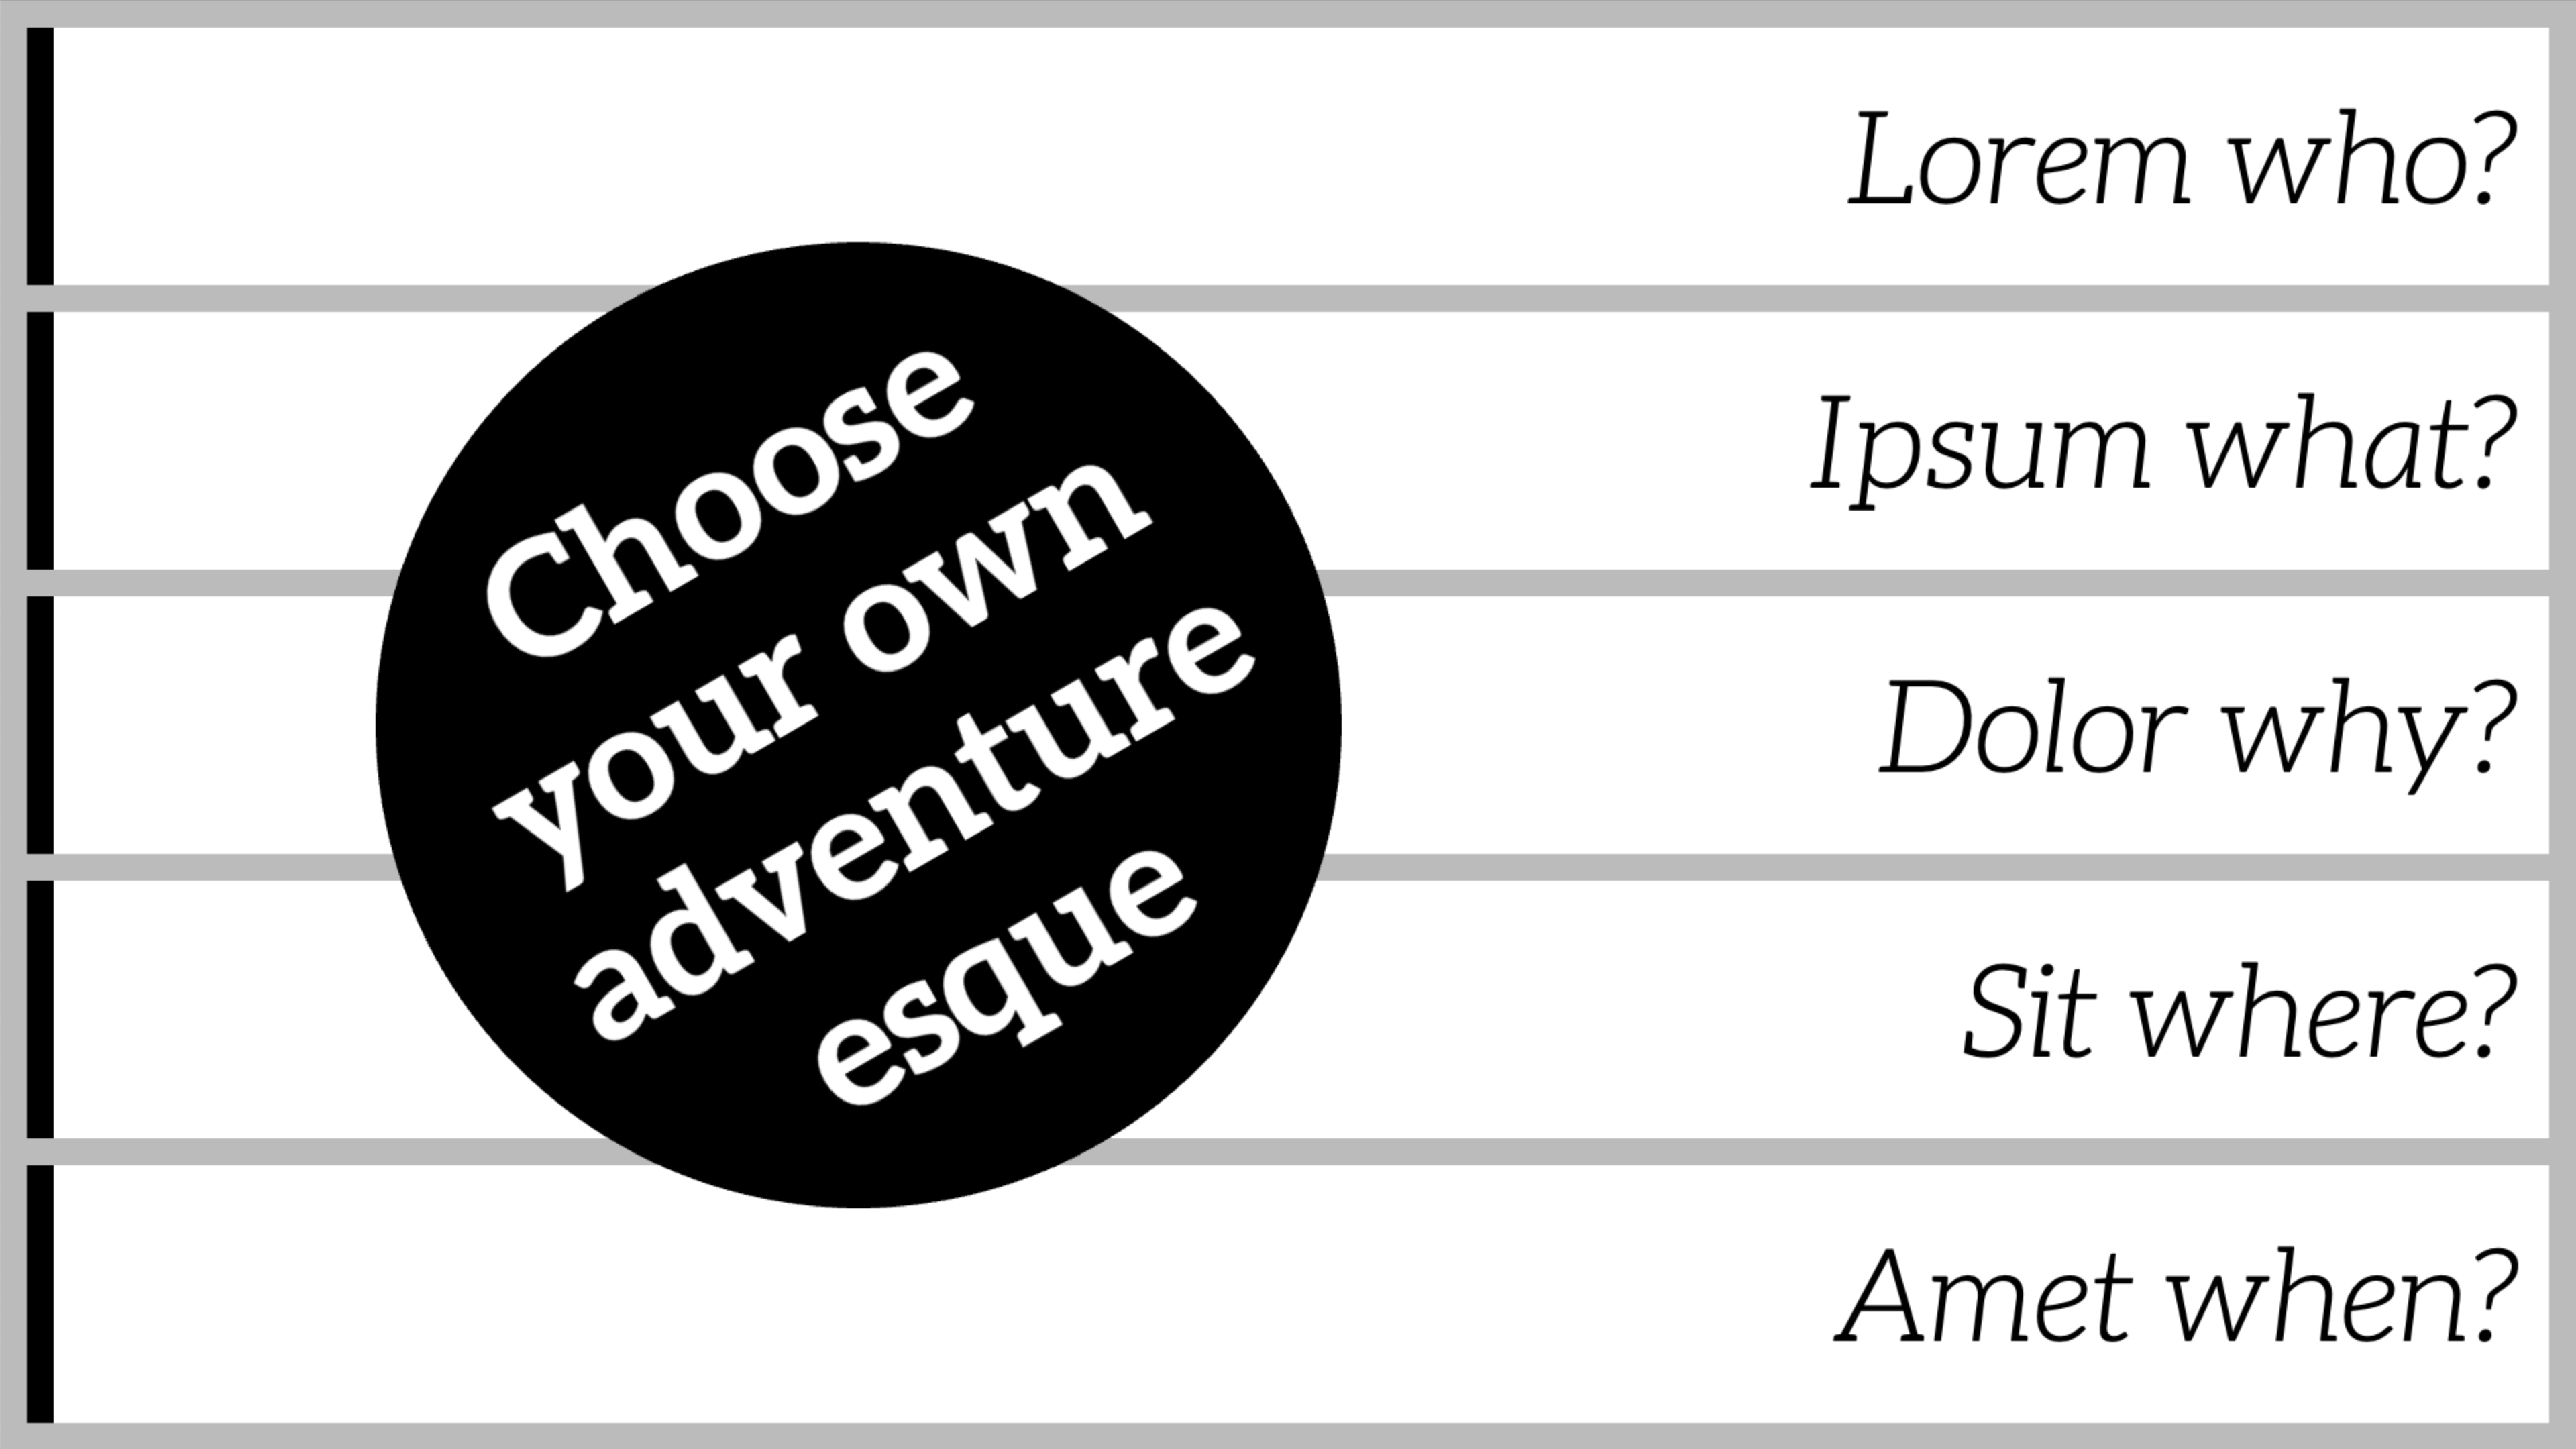 Choose
your own
adventure
esque
Lorem who?
Ipsum what?
Dolor why?
Sit where?
Amet when?